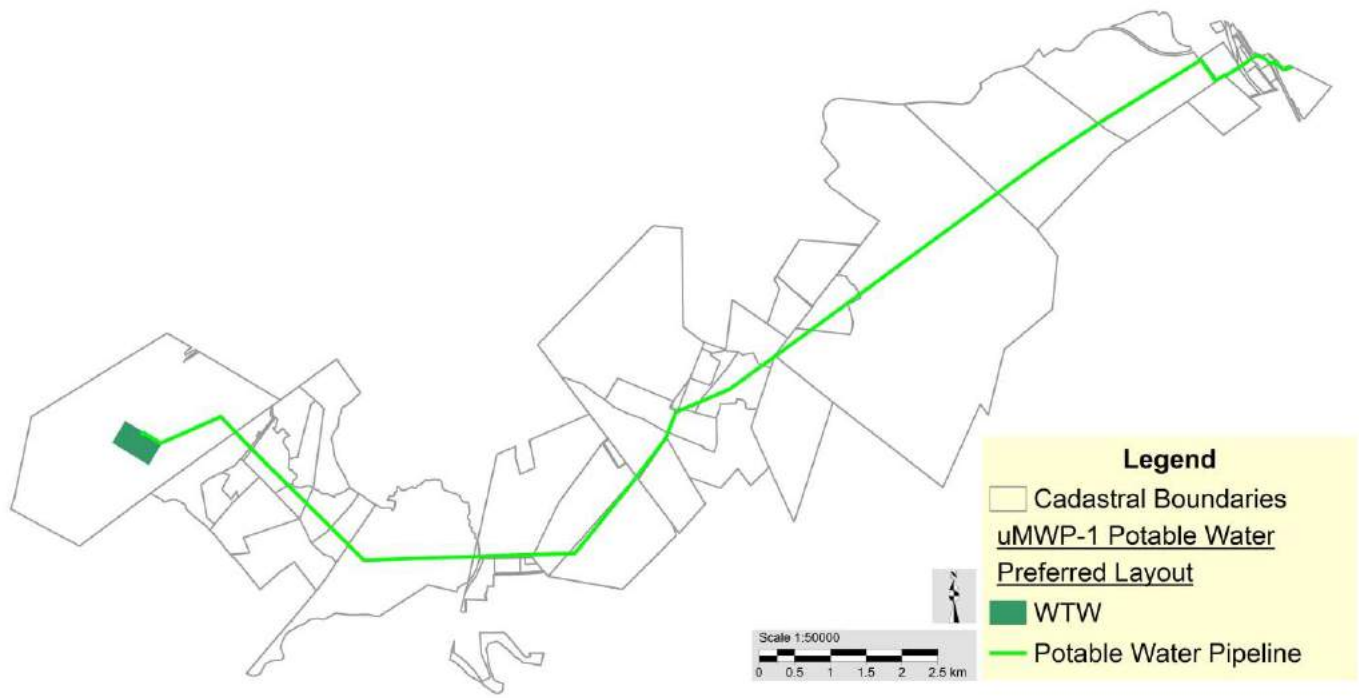 Legend
Cadastral Boundaries
uMWP-1 Potable Water
Preferred Layout
WTW
Potable Water Pipeline
N
Scale 1:50000
0 0.5 1 1.5 2 2.5 km